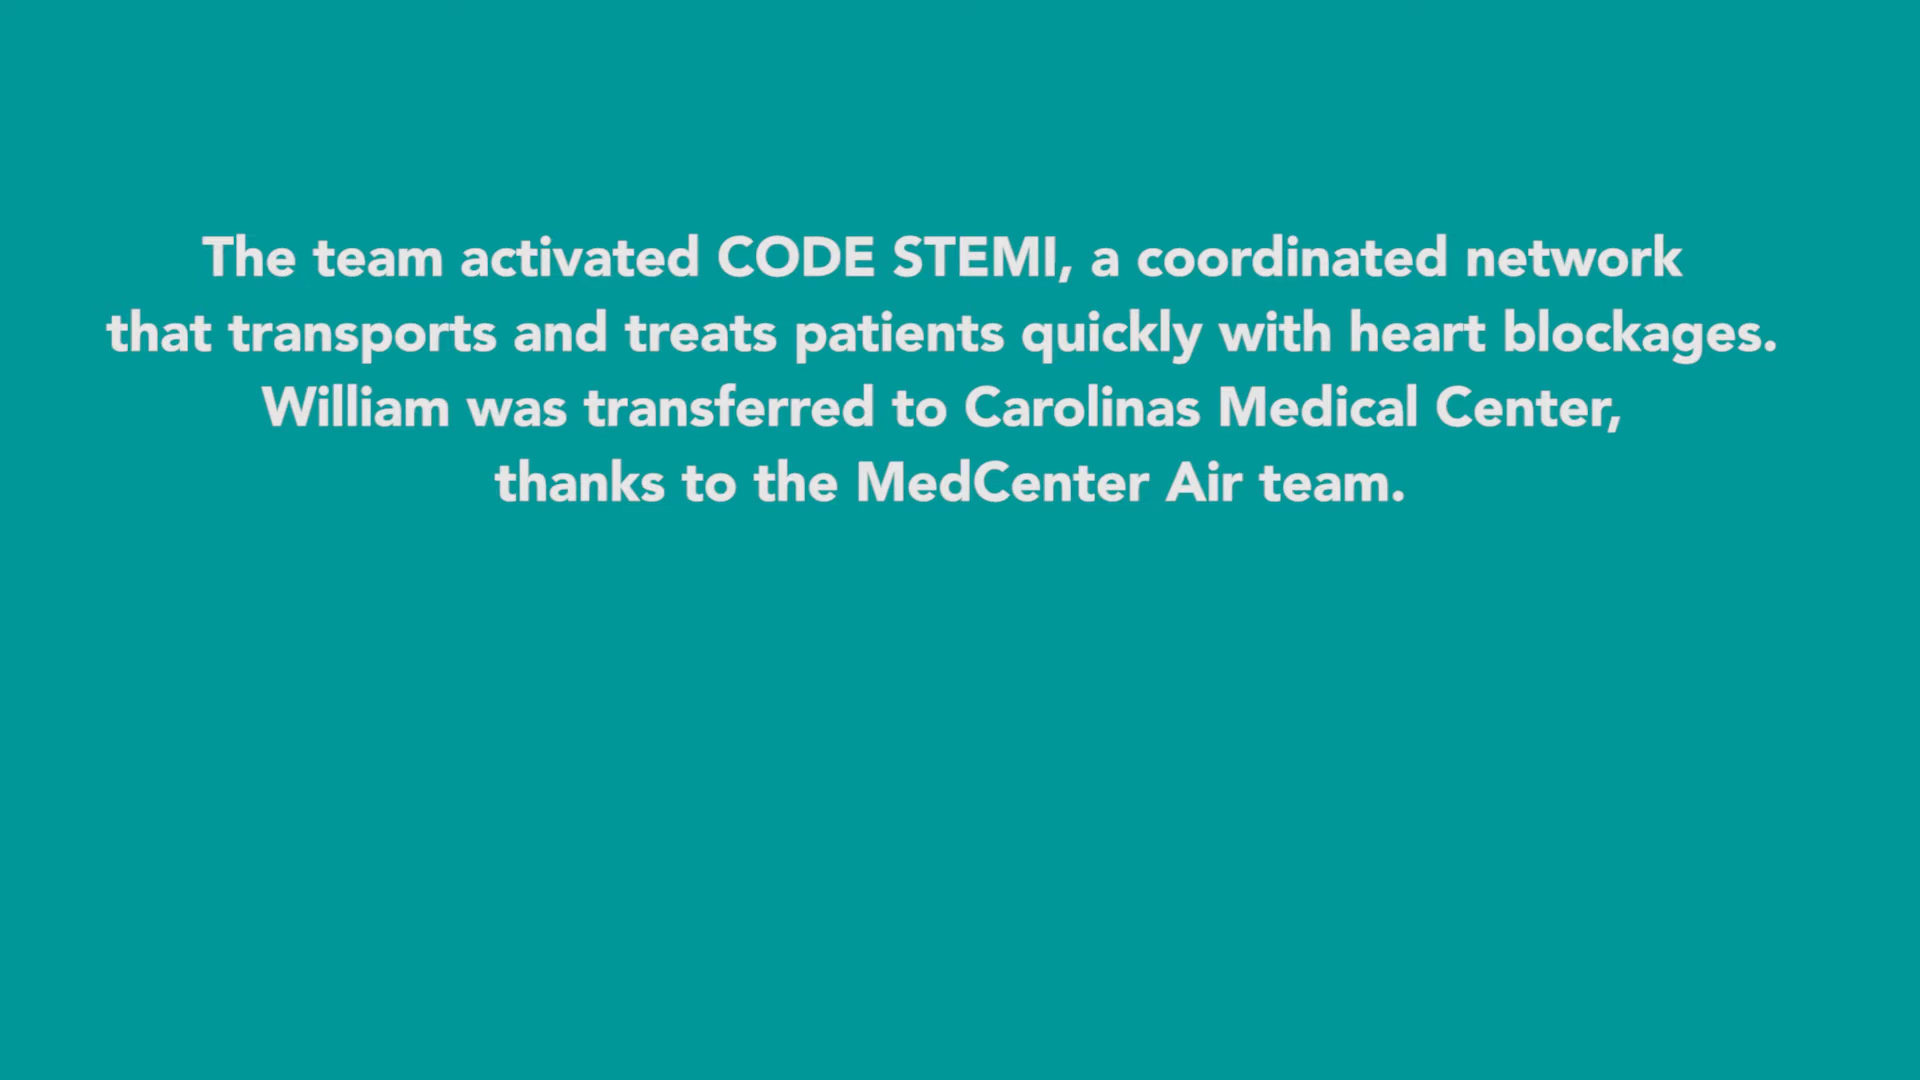 The team activated CODE STEMI, a coordinated network
that transports and treats patients quickly with heart blockages.
William was transferred to Carolinas Medical Center,
thanks to the MedCenter Air team.